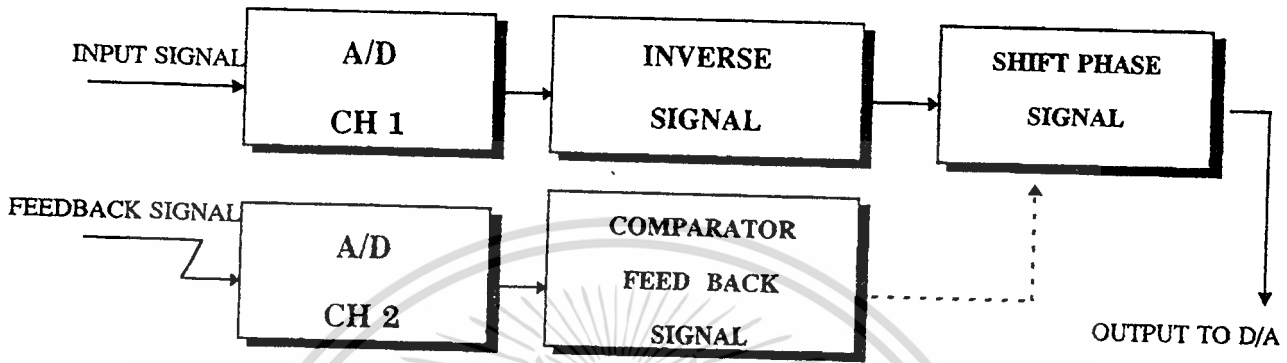 INPUT SIGNAL
A/D
CH 1
INVERSE
SIGNAL
SHIFT PHASE
SIGNAL
FEEDBACK SIGNAL
A/D
CH 2
COMPARATOR
FEED BACK
SIGNAL
OUTPUT TO D/A